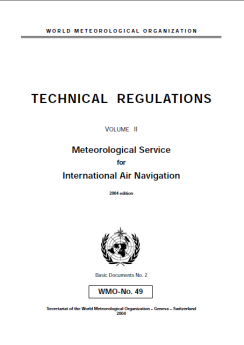 WORLD METEOROLOGICAL ORGANIZATION
TECHNICAL REGULATIONS
VOLUME II
Meteorological Service
for
International Air Navigation
2004 edition
Basic Documents No. 2
WMO-No. 49
Secretariat of the World Meteorological Organization – Geneva – Switzerland
2004